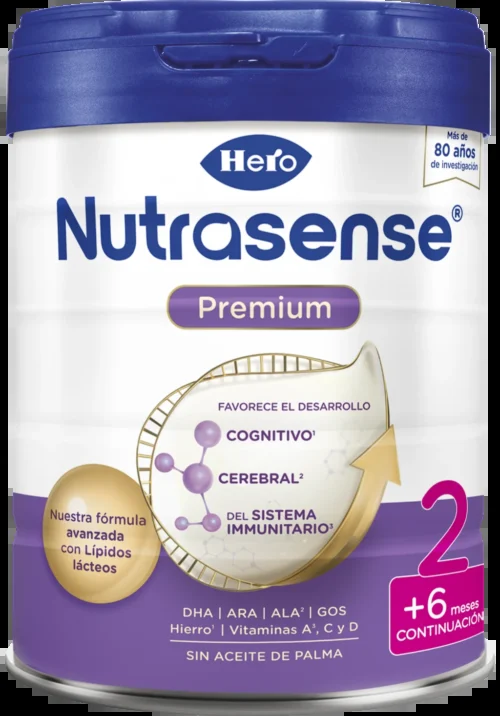 Hero
Más de
80 años
de investigación
Nutrasense®
Premium
FAVORECE EL DESARROLLO
COGNITIVO¹
CEREBRAL²
DEL SISTEMA
INMUNITARIO³
Nuestra fórmula
avanzada
con Lípidos
lácteos
2
+6 meses
CONTINUACIÓN
DHA | ARA | ALA² | GOS
Hierro¹ | Vitaminas A³, C y D
SIN ACEITE DE PALMA